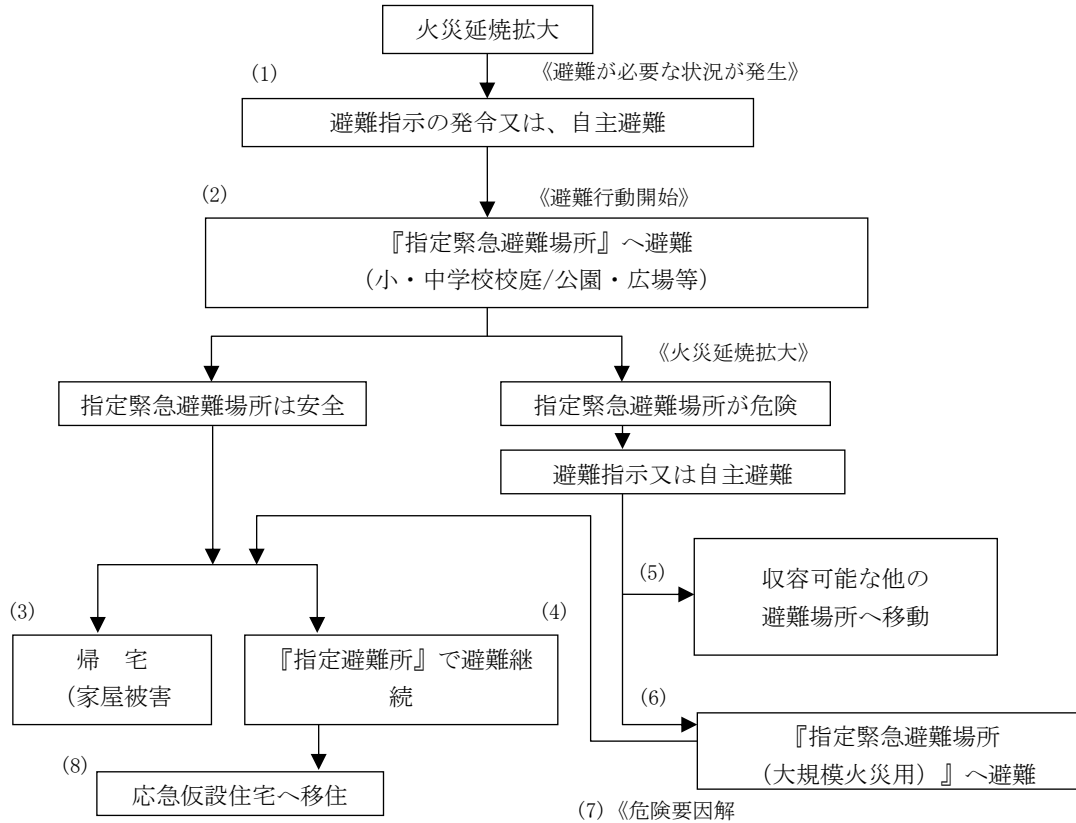 火災延焼拡大
《避難が必要な状況が発生》
(1)
避難指示の発令又は、自主避難
(2)
《避難行動開始》
『指定緊急避難場所』へ避難
（小・中学校校庭/公園・広場等）
《火災延焼拡大》
指定緊急避難場所は安全
指定緊急避難場所が危険
避難指示又は自主避難
(5)
収容可能な他の
避難場所へ移動
(3)
帰　宅
（家屋被害
(4)
『指定避難所』で避難継
続
(6)
『指定緊急避難場所
（大規模火災用）』へ避難
(8)
応急仮設住宅へ移住
(7)《危険要因解